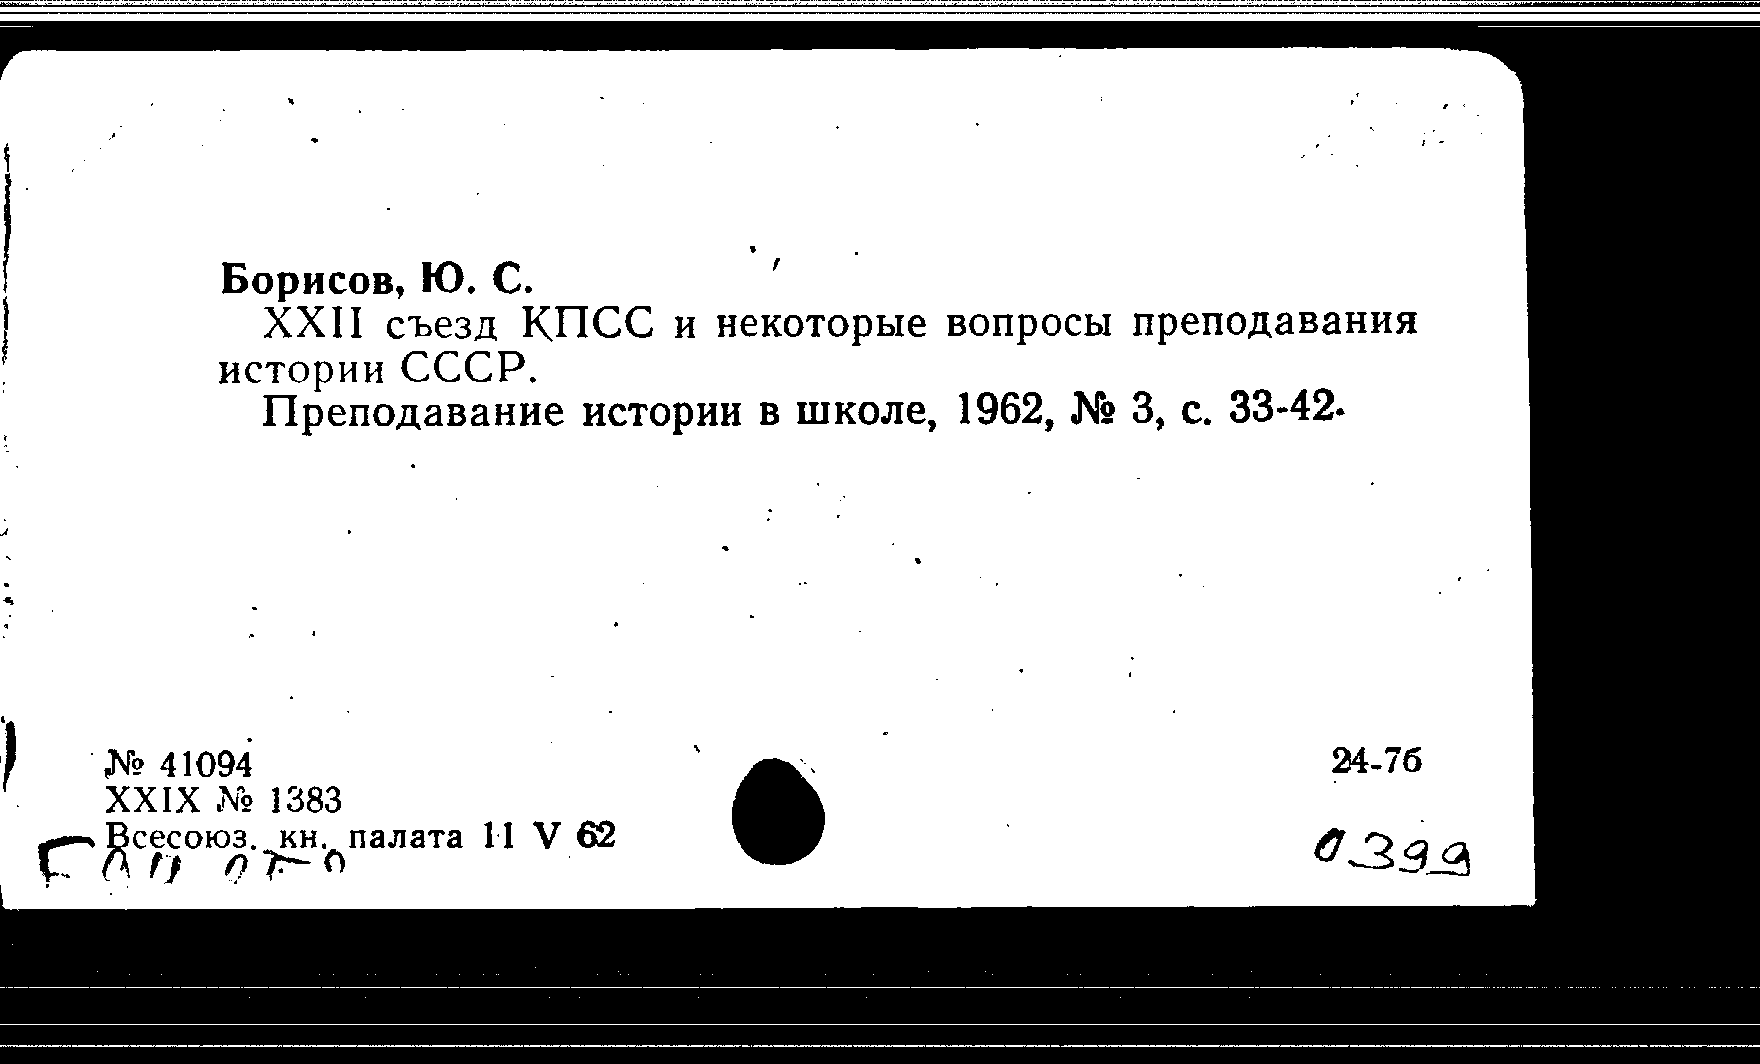 Борисов, Ю. С.
XXII съезд КПСС и некоторые вопросы преподавания
истории СССР.
Преподавание истории в школе, 1962, № 3, с. 33-42.
№ 41094
24-7б
XXIX № 1383
Всесоюз. кн. палата 11 V 62
0399